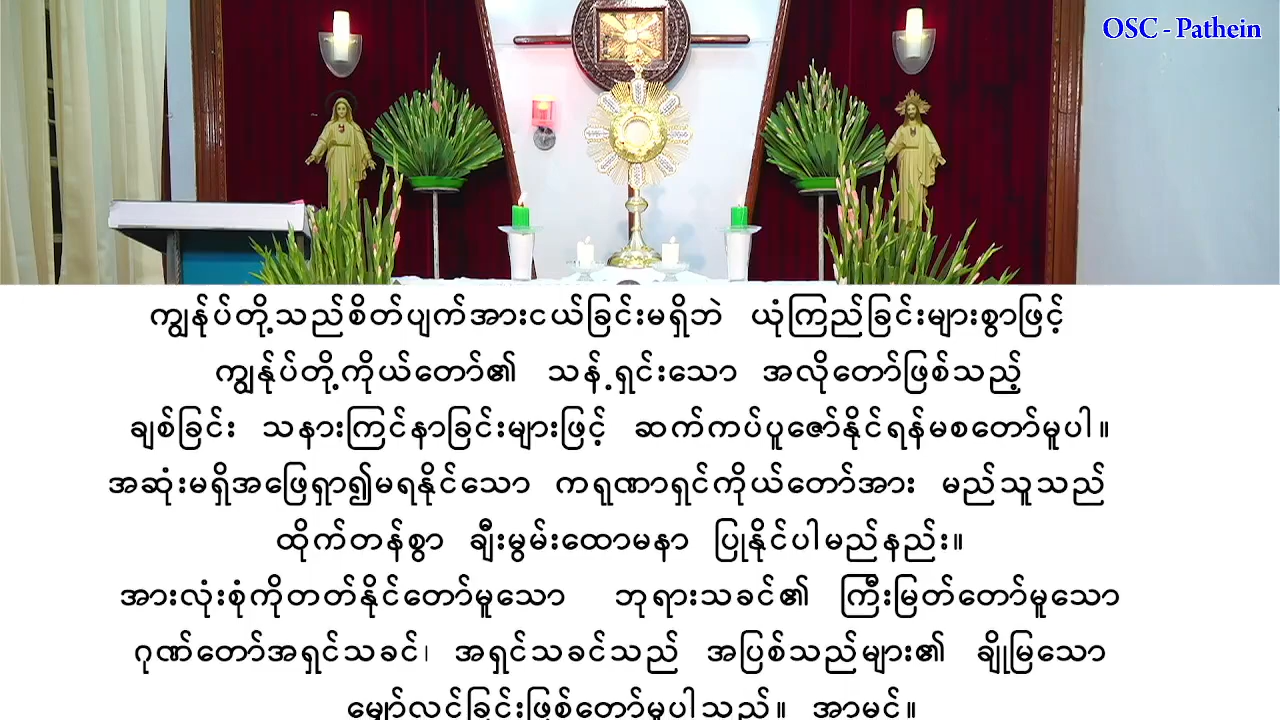 OSC - Pathein
ကျွန်ုပ်တို့သည်စိတ်ပျက်အားငယ်ခြင်းမရှိဘဲ ယုံကြည်ခြင်းများစွာဖြင့်
ကျွန်ုပ်တို့ကိုယ်တော်၏ သန့်ရှင်းသော အလိုတော်ဖြစ်သည့်
ချစ်ခြင်း သနားကြင်နာခြင်းများဖြင့် ဆက်ကပ်ပူဇော်နိုင်ရန်မစတော်မူပါ။
အဆုံးမရှိအဖြေရှာ၍မရနိုင်သော ကရုဏာရှင်ကိုယ်တော်အား မည်သူသည်
ထိုက်တန်စွာ ချီးမွမ်းထောမနာ ပြုနိုင်ပါမည်နည်း။
အားလုံးစုံကိုတတ်နိုင်တော်မူသော ဘုရားသခင်၏ ကြီးမြတ်တော်မူသော
ဂုဏ်တော်အရှင်သခင်၊ အရှင်သခင်သည် အပြစ်သည်များ၏ ချိုမြသော
မျှော်လင့်ခြင်းဖြစ်တော်မူပါသည်။ အာမင်။